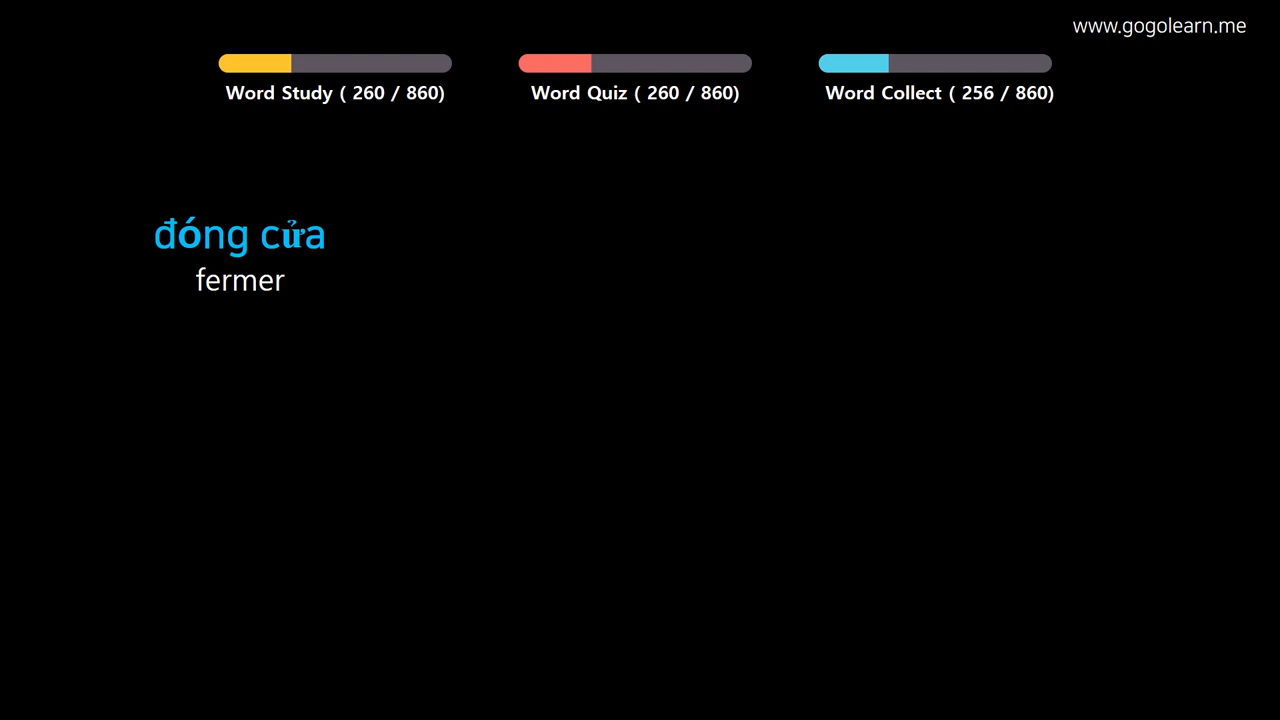 www.gogolearn.me
Word Study ( 260 / 860)
Word Quiz ( 260 / 860)
Word Collect ( 256 / 860)
đóng cửa
fermer